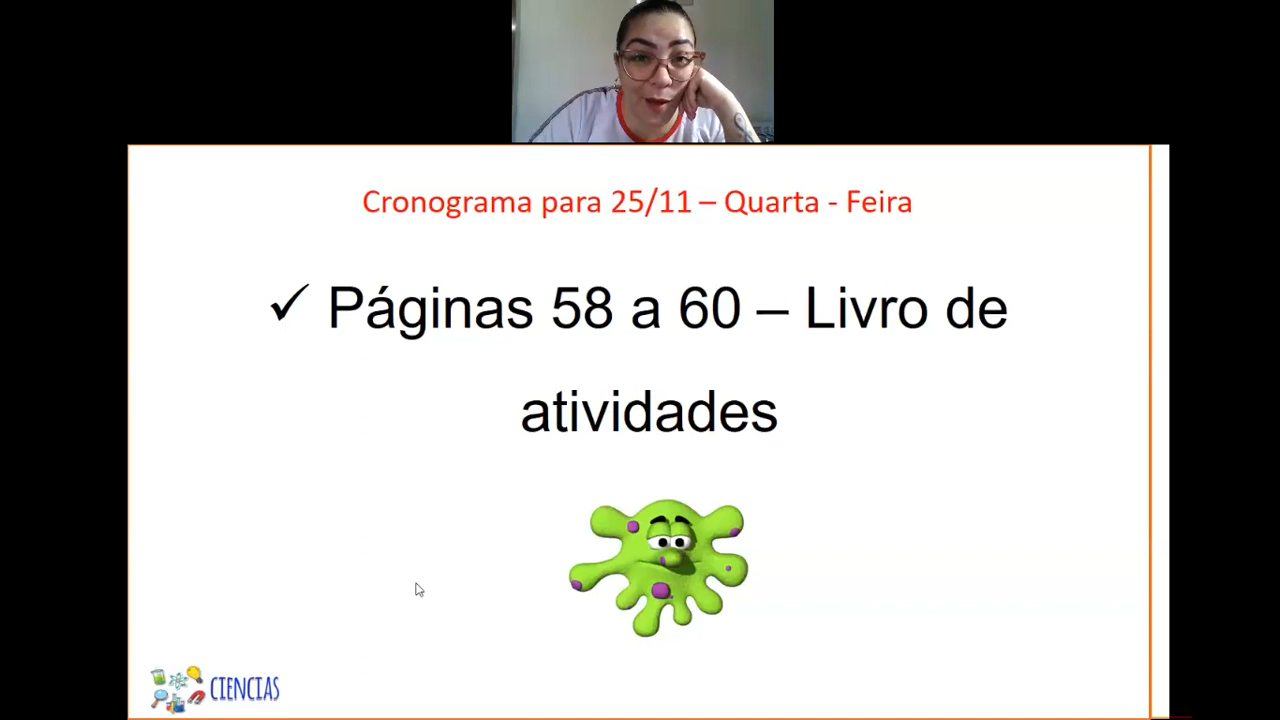 Cronograma para 25/11 – Quarta - Feira
✓ Páginas 58 a 60 – Livro de
atividades
CIENCIAS